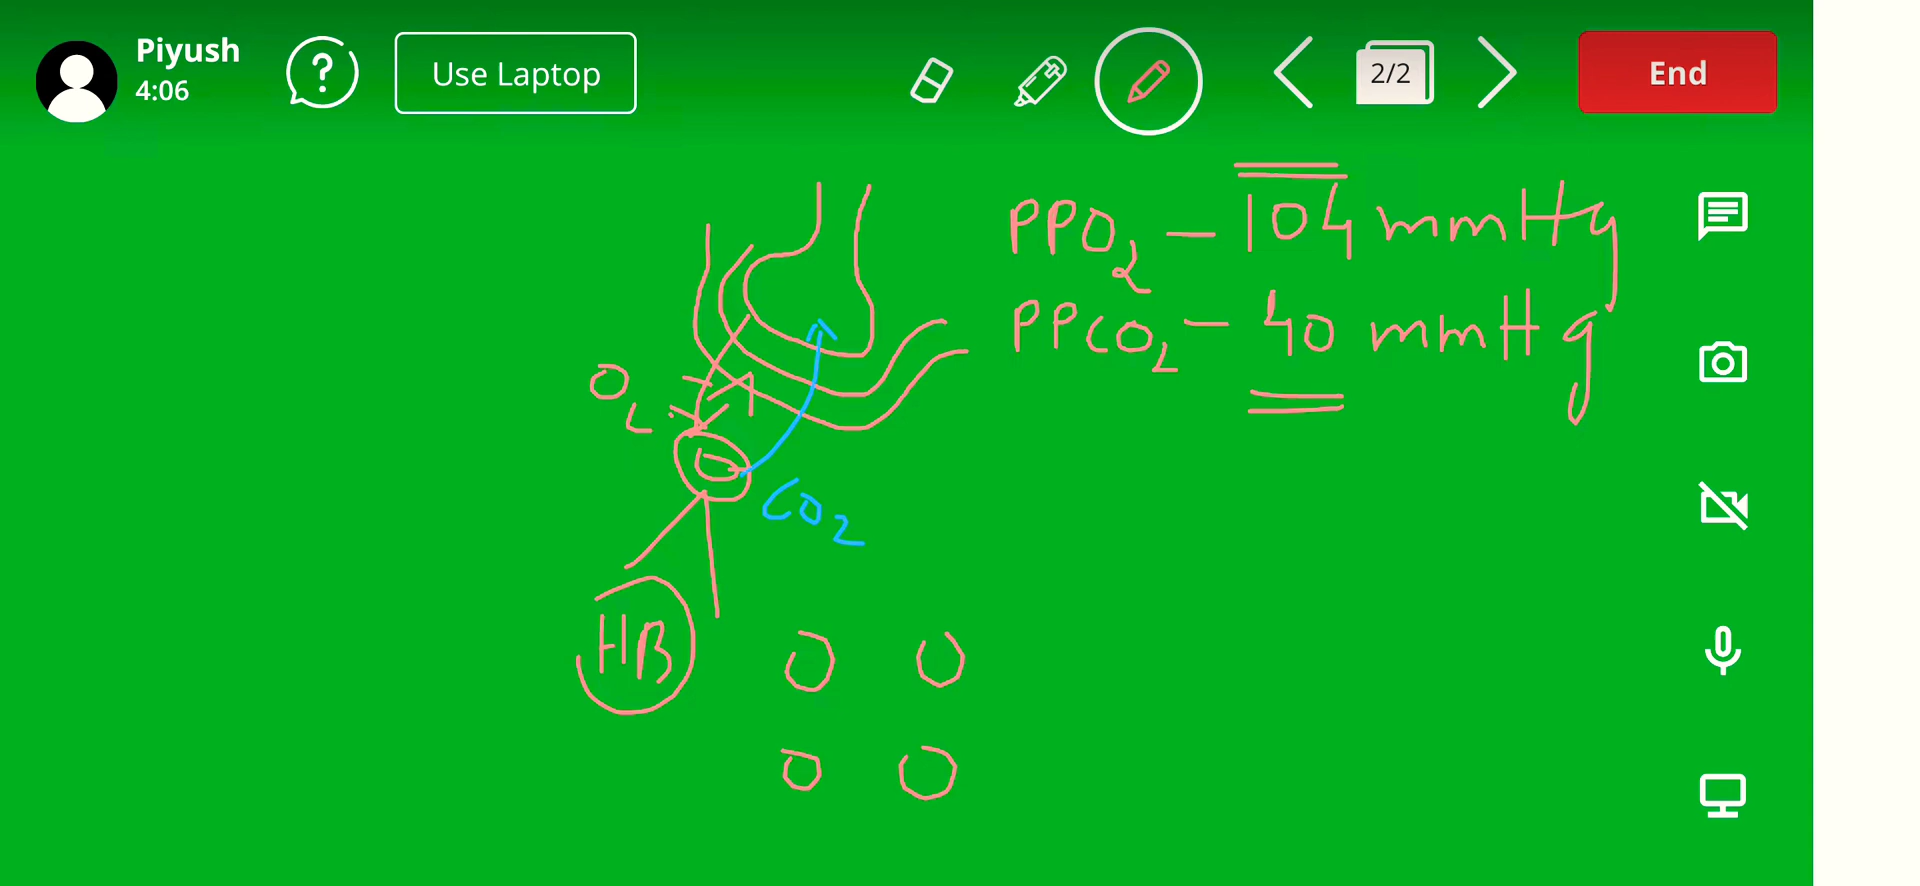 Piyush
4:06
Use Laptop
2/2
End
PPO2 - 104 mmHg
PPCO2 - 40 mmHg
O2
CO2
HB